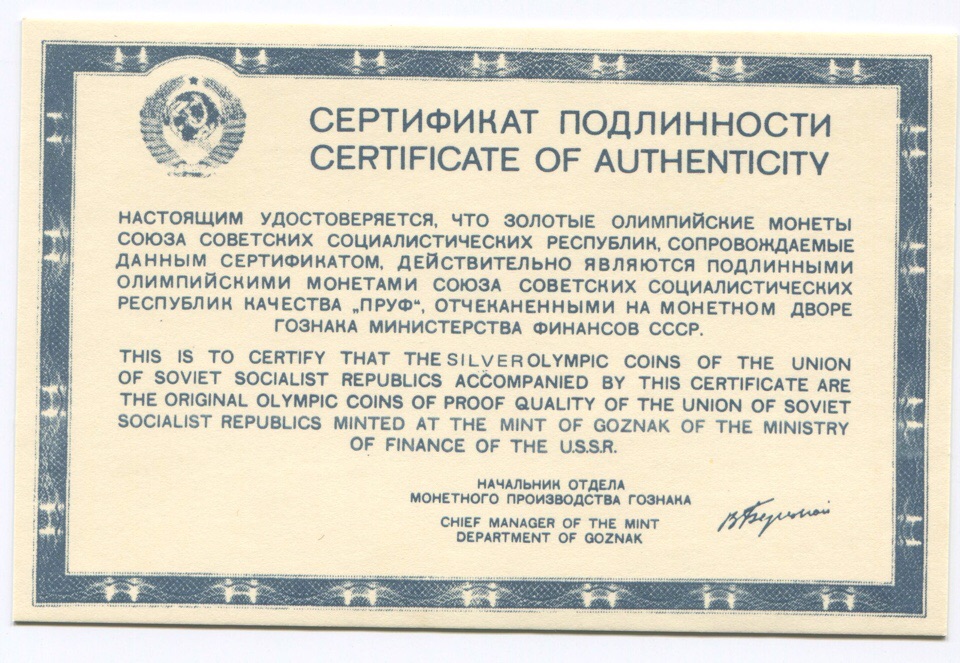 СЕРТИФИКАТ ПОДЛИННОСТИ
CERTIFICATE OF AUTHENTICITY
НАСТОЯЩИМ УДОСТОВЕРЯЕТСЯ, ЧТО ЗОЛОТЫЕ ОЛИМПИЙСКИЕ МОНЕТЫ
СОЮЗА СОВЕТСКИХ СОЦИАЛИСТИЧЕСКИХ РЕСПУБЛИК, СОПРОВОЖДАЕМЫЕ
ДАННЫМ СЕРТИФИКАТОМ, ДЕЙСТВИТЕЛЬНО ЯВЛЯЮТСЯ ПОДЛИННЫМИ
ОЛИМПИЙСКИМИ МОНЕТАМИ СОЮЗА СОВЕТСКИХ СОЦИАЛИСТИЧЕСКИХ
РЕСПУБЛИК КАЧЕСТВА „ПРУФ“, ОТЧЕКАНЕННЫМИ НА МОНЕТНОМ ДВОРЕ
ГОЗНАКА МИНИСТЕРСТВА ФИНАНСОВ СССР.
THIS IS TO CERTIFY THAT THE SILVER OLYMPIC COINS OF THE UNION
OF SOVIET SOCIALIST REPUBLICS ACCOMPANIED BY THIS CERTIFICATE ARE
THE ORIGINAL OLYMPIC COINS OF PROOF QUALITY OF THE UNION OF SOVIET
SOCIALIST REPUBLICS MINTED AT THE MINT OF GOZNAK OF THE MINISTRY
OF FINANCE OF THE U.S.S.R.
НАЧАЛЬНИК ОТДЕЛА
МОНЕТНОГО ПРОИЗВОДСТВА ГОЗНАКА
CHIEF MANAGER OF THE MINT
DEPARTMENT OF GOZNAK